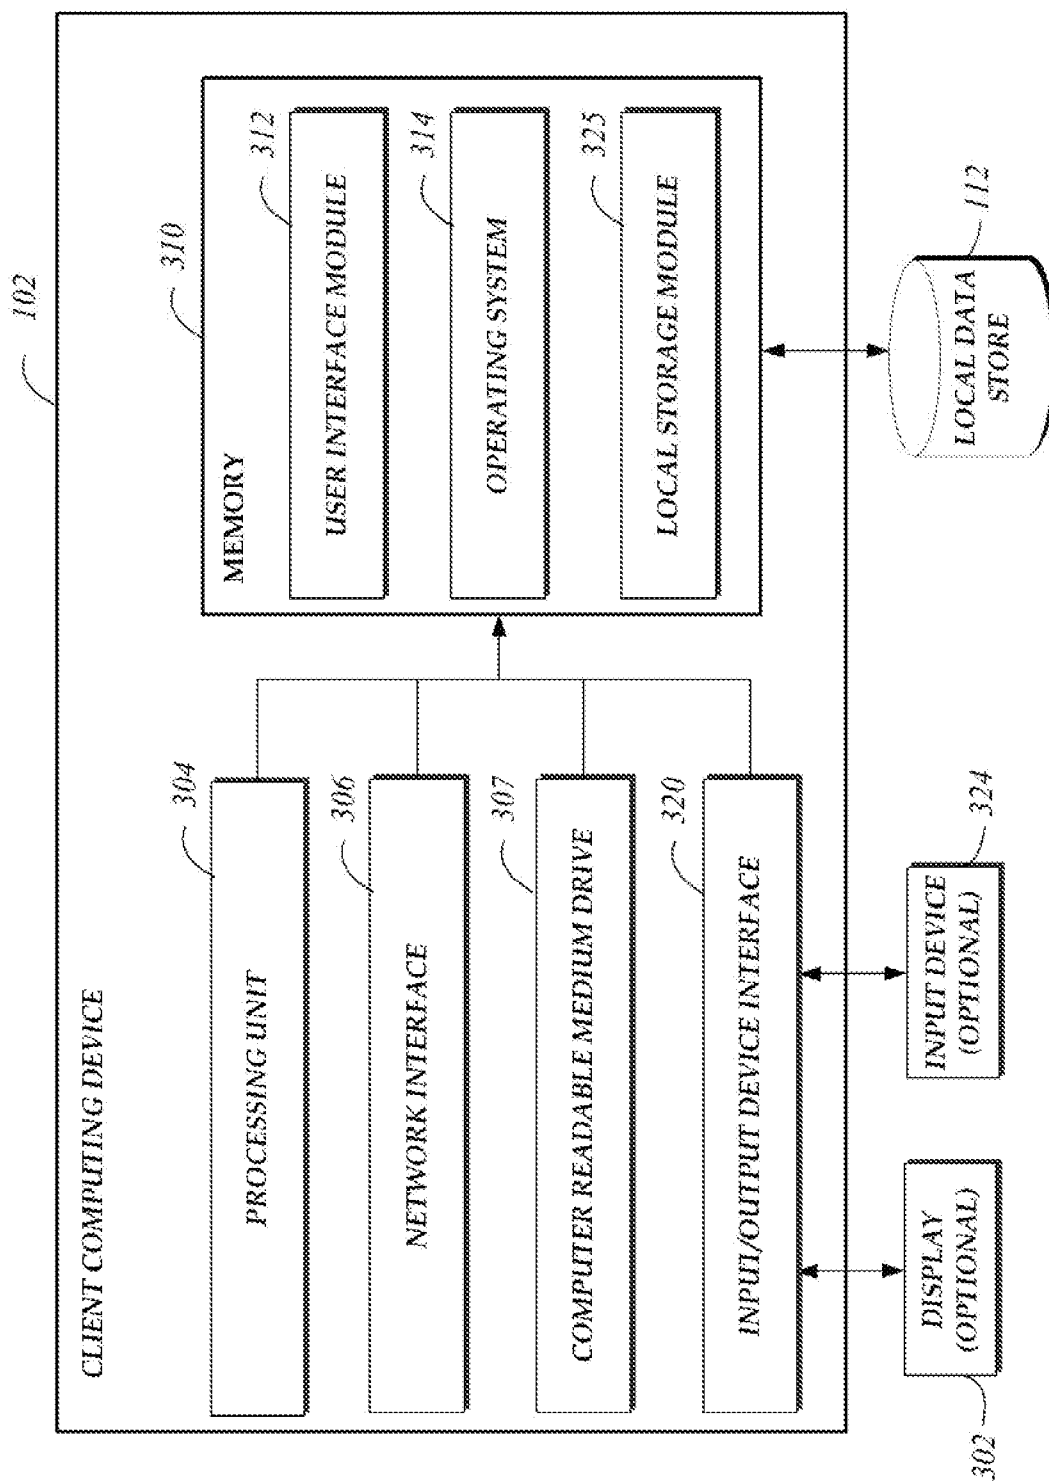 102
CLIENT COMPUTING DEVICE
304
PROCESSING UNIT
306
NETWORK INTERFACE
307
COMPUTER READABLE MEDIUM DRIVE
320
INPUT/OUTPUT DEVICE INTERFACE
310
MEMORY
312
USER INTERFACE MODULE
314
OPERATING SYSTEM
325
LOCAL STORAGE MODULE
302
DISPLAY
(OPTIONAL)
324
INPUT DEVICE
(OPTIONAL)
112
LOCAL DATA
STORE